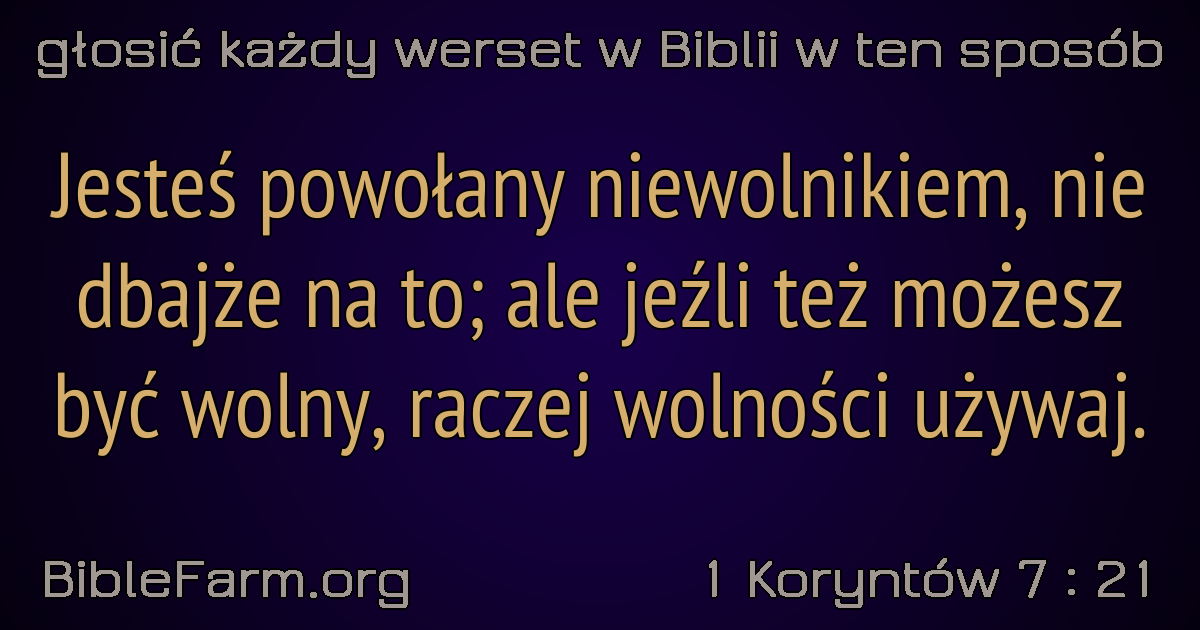 głosić każdy werset w Biblii w ten sposób
Jesteś powołany niewolnikiem, nie
dbajże na to; ale jeźli też możesz
być wolny, raczej wolności używaj.
BibleFarm.org
1 Koryntów 7 : 21